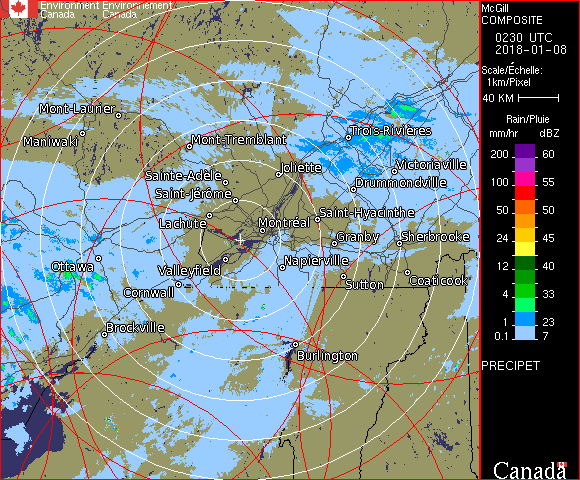 Environment Environnement
Canada Canada
McGill
COMPOSITE
0230 UTC
2018-01-08
Scale/Échelle:
1km/Pixel
40 KM
Rain/Pluie
mm/hr dBZ
200 60
100 55
50 50
24 45
12 40
4 33
1 23
0.1 7
PRECIPET
Canada
Mont-Laurier
Maniwaki
Mont-Tremblant
Trois-Rivières
Joliette
Victoriaville
Sainte-Adèle
Drummondville
Saint-Jérôme
Lachute
Saint-Hyacinthe
Montréal
Granby
Sherbrooke
Ottawa
Valleyfield
Napierville
Cornwall
Sutton
Coaticook
Brockville
Burlington